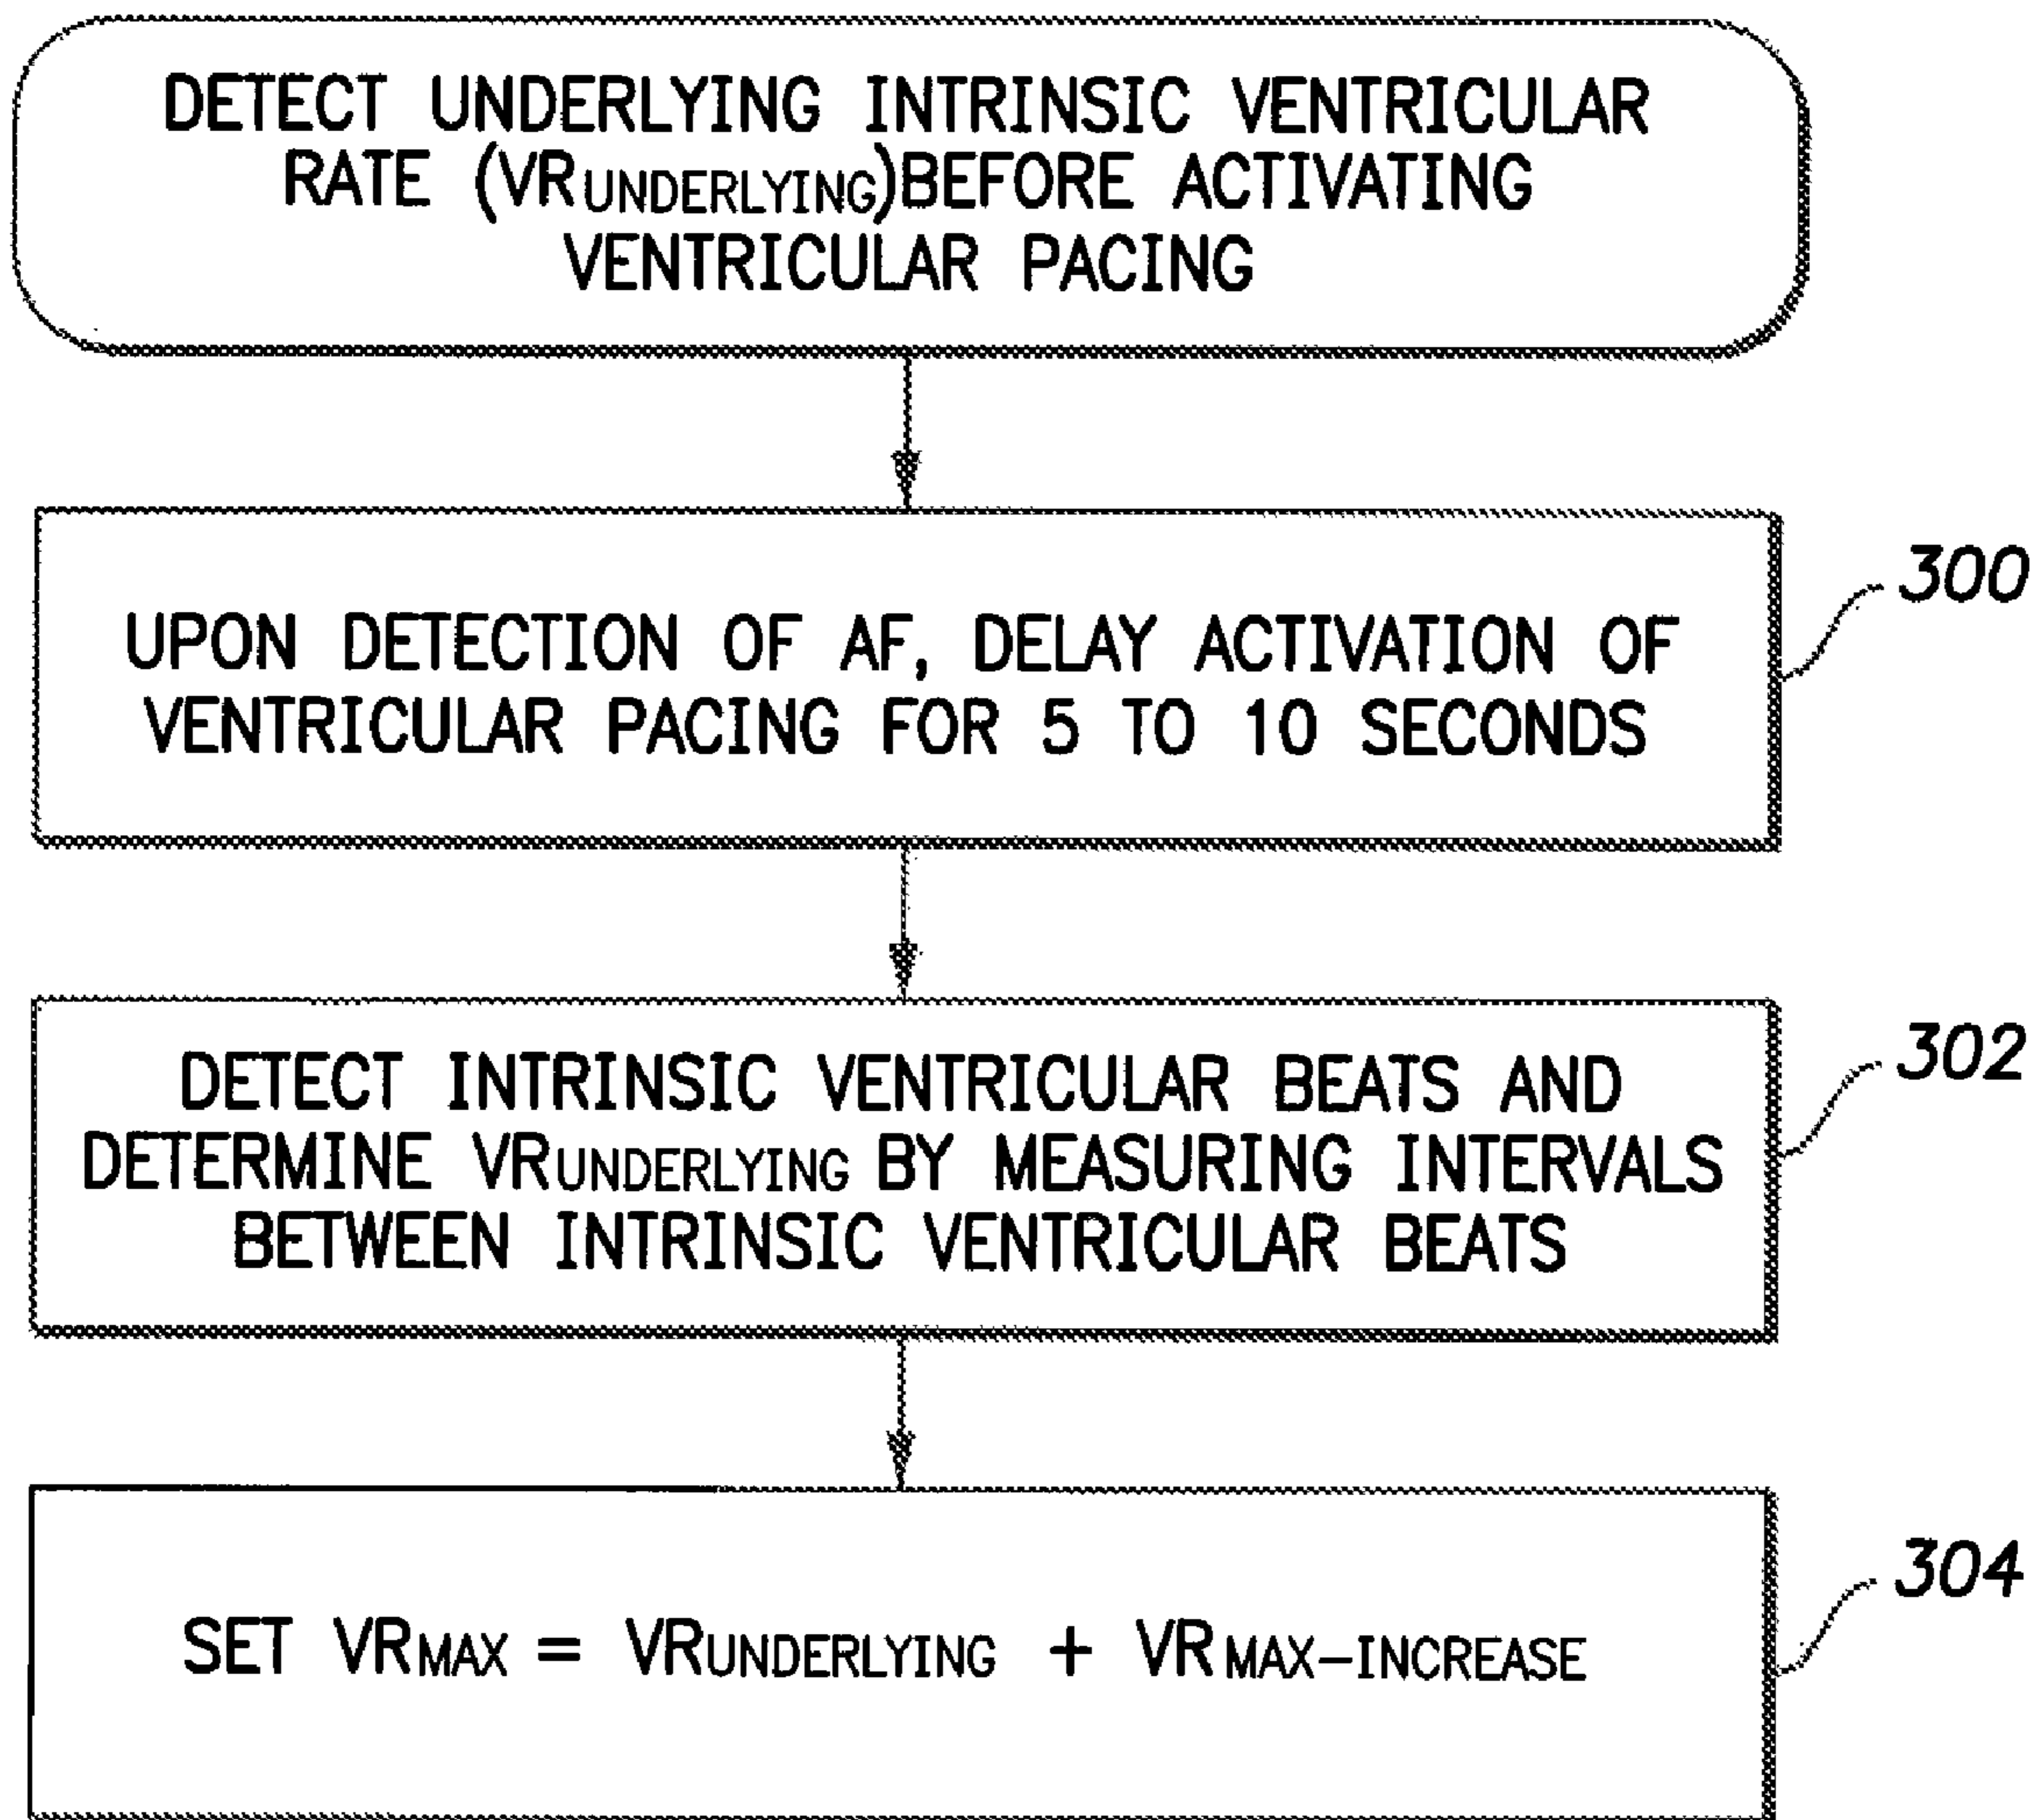 DETECT UNDERLYING INTRINSIC VENTRICULAR
RATE (VRUNDERLYING)BEFORE ACTIVATING
VENTRICULAR PACING
300
UPON DETECTION OF AF, DELAY ACTIVATION OF
VENTRICULAR PACING FOR 5 TO 10 SECONDS
302
DETECT INTRINSIC VENTRICULAR BEATS AND
DETERMINE VRUNDERLYING BY MEASURING INTERVALS
BETWEEN INTRINSIC VENTRICULAR BEATS
304
SET VRMAX = VRUNDERLYING + VRMAX-INCREASE